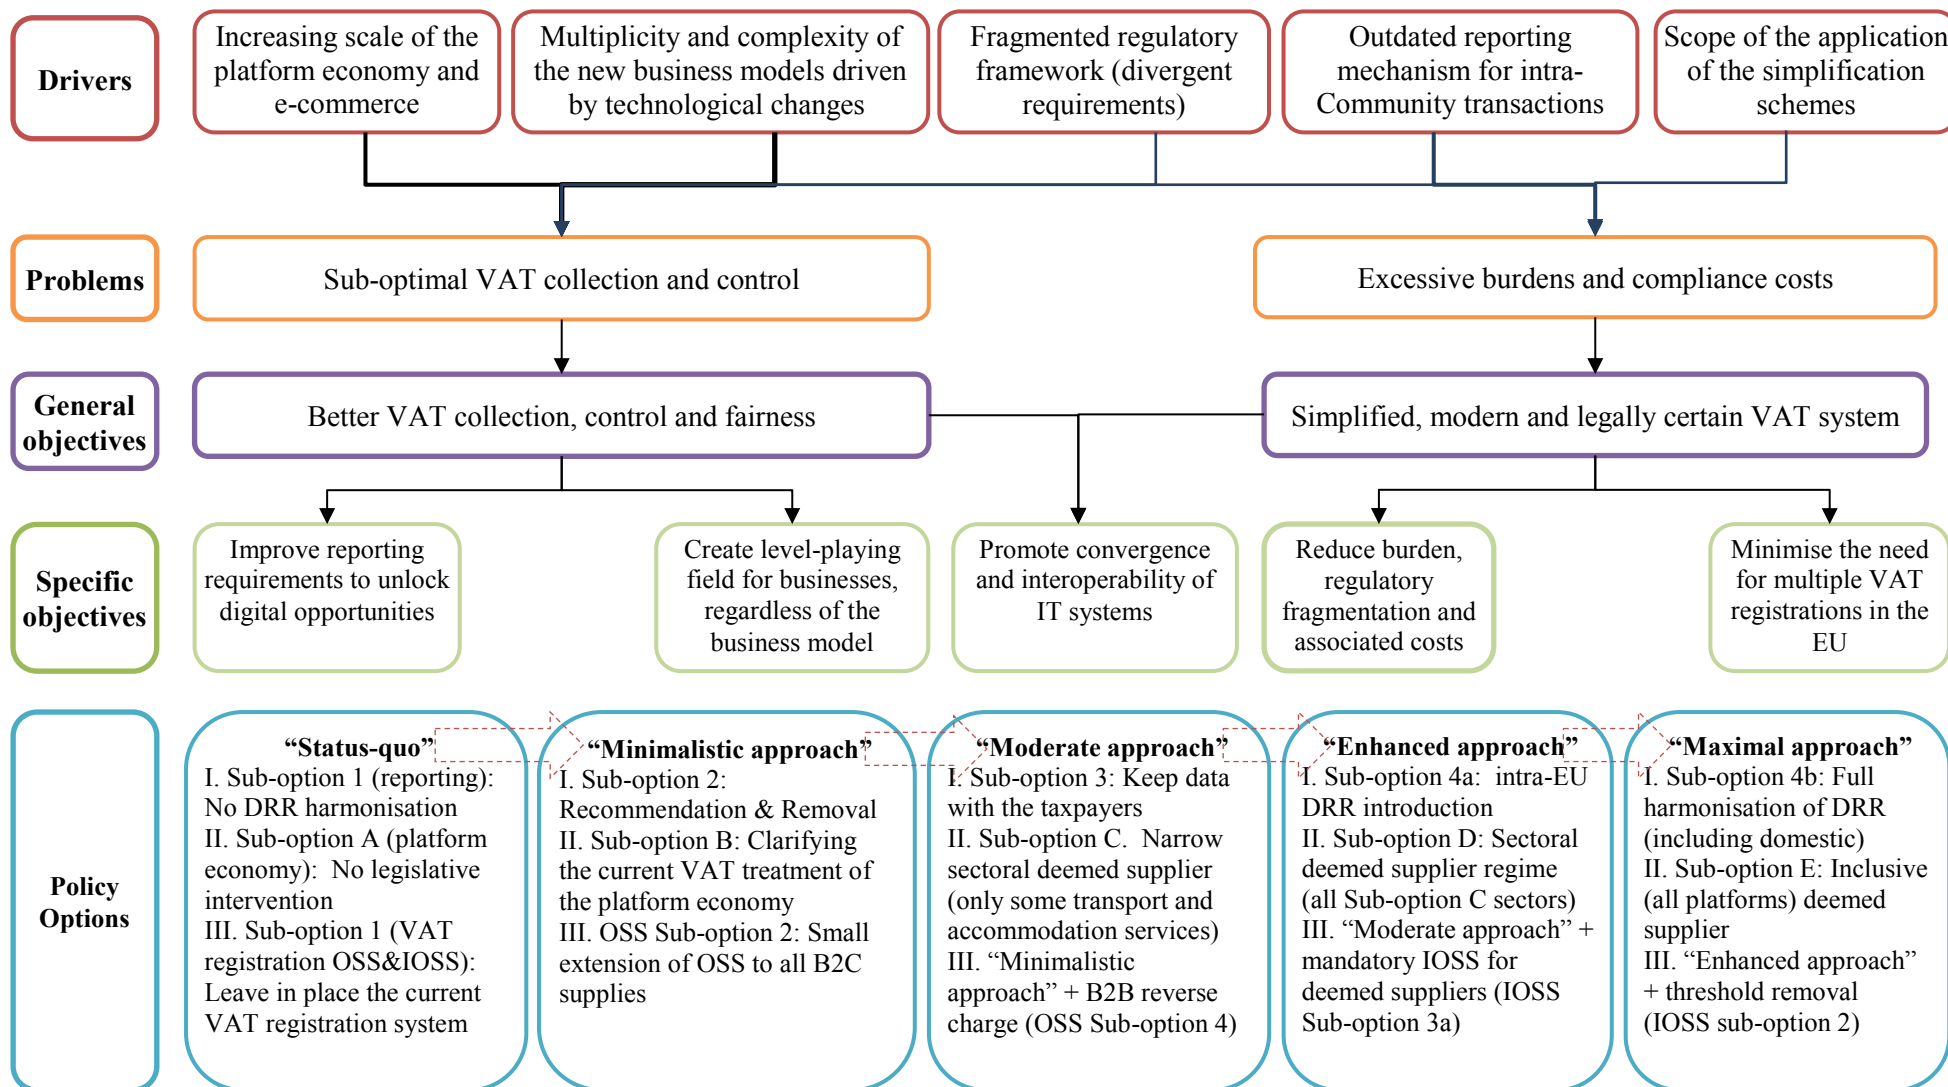 Drivers
Increasing scale of the
platform economy and
e-commerce
Multiplicity and complexity of
the new business models driven
by technological changes
Fragmented regulatory
framework (divergent
requirements)
Outdated reporting
mechanism for intra-
Community transactions
Scope of the application
of the simplification
schemes
Problems
Sub-optimal VAT collection and control
Excessive burdens and compliance costs
General
objectives
Better VAT collection, control and fairness
Simplified, modern and legally certain VAT system
Specific
objectives
Improve reporting
requirements to unlock
digital opportunities
Create level-playing
field for businesses,
regardless of the
business model
Promote convergence
and interoperability of
IT systems
Reduce burden,
regulatory
fragmentation and
associated costs
Minimise the need
for multiple VAT
registrations in the
EU
Policy
Options
“Status-quo”
I. Sub-option 1 (reporting):
No DRR harmonisation
II. Sub-option A (platform
economy): No legislative
intervention
III. Sub-option 1 (VAT
registration OSS&IOSS):
Leave in place the current
VAT registration system
“Minimalistic approach”
I. Sub-option 2:
Recommendation & Removal
II. Sub-option B: Clarifying
the current VAT treatment of
the platform economy
III. OSS Sub-option 2: Small
extension of OSS to all B2C
supplies
“Moderate approach”
I. Sub-option 3: Keep data
with the taxpayers
II. Sub-option C. Narrow
sectoral deemed supplier
(only some transport and
accommodation services)
III. “Minimalistic
approach” + B2B reverse
charge (OSS Sub-option 4)
“Enhanced approach”
I. Sub-option 4a: intra-EU
DRR introduction
II. Sub-option D: Sectoral
deemed supplier regime
(all Sub-option C sectors)
III. “Moderate approach” +
mandatory IOSS for
deemed suppliers (IOSS
Sub-option 3a)
“Maximal approach”
I. Sub-option 4b: Full
harmonisation of DRR
(including domestic)
II. Sub-option E: Inclusive
(all platforms) deemed
supplier
III. “Enhanced approach”
+ threshold removal
(IOSS sub-option 2)